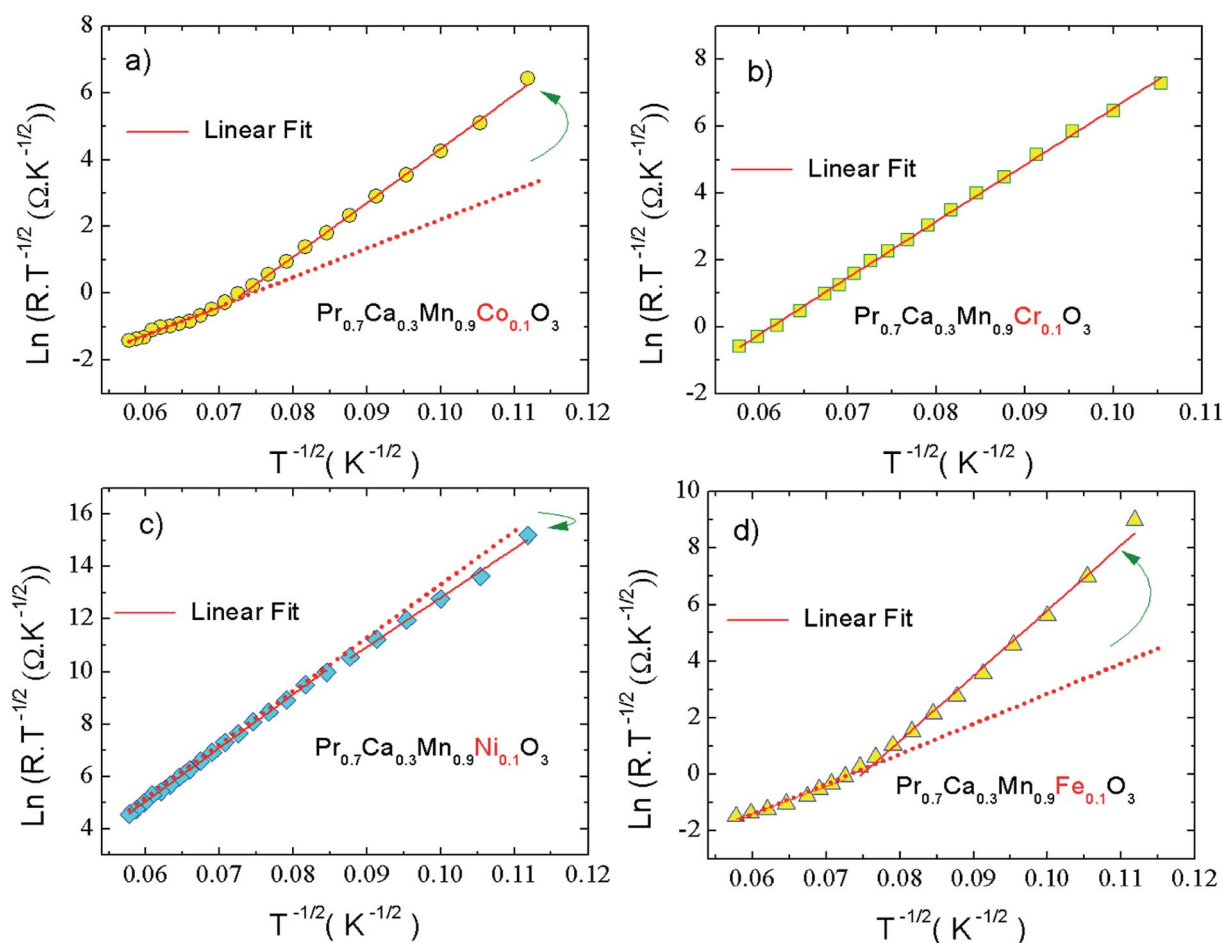 a)
Linear Fit
Pr0.7Ca0.3Mn0.9Co0.1O3
8
6
4
2
0
-2
0.06 0.07 0.08 0.09 0.10 0.11 0.12
T-1/2( K-1/2)
Ln (R.T-1/2 (Ω.K-1/2))
b)
Linear Fit
Pr0.7Ca0.3Mn0.9Cr0.1O3
8
6
4
2
0
-2
0.06 0.07 0.08 0.09 0.10 0.11
T-1/2( K-1/2)
Ln (R.T-1/2 (Ω.K-1/2))
c)
Linear Fit
Pr0.7Ca0.3Mn0.9Ni0.1O3
16
14
12
10
8
6
4
0.06 0.07 0.08 0.09 0.10 0.11 0.12
T-1/2( K-1/2)
Ln (R.T-1/2 (Ω.K-1/2))
d)
Linear Fit
Pr0.7Ca0.3Mn0.9Fe0.1O3
10
8
6
4
2
0
-2
0.06 0.07 0.08 0.09 0.10 0.11 0.12
T-1/2( K-1/2)
Ln (R.T-1/2 (Ω.K-1/2))